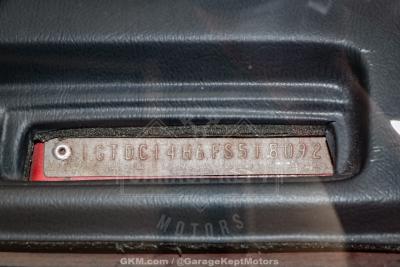 1GTDC14H6FS518092
MOTORS
GKM.com / @GarageKeptMotors